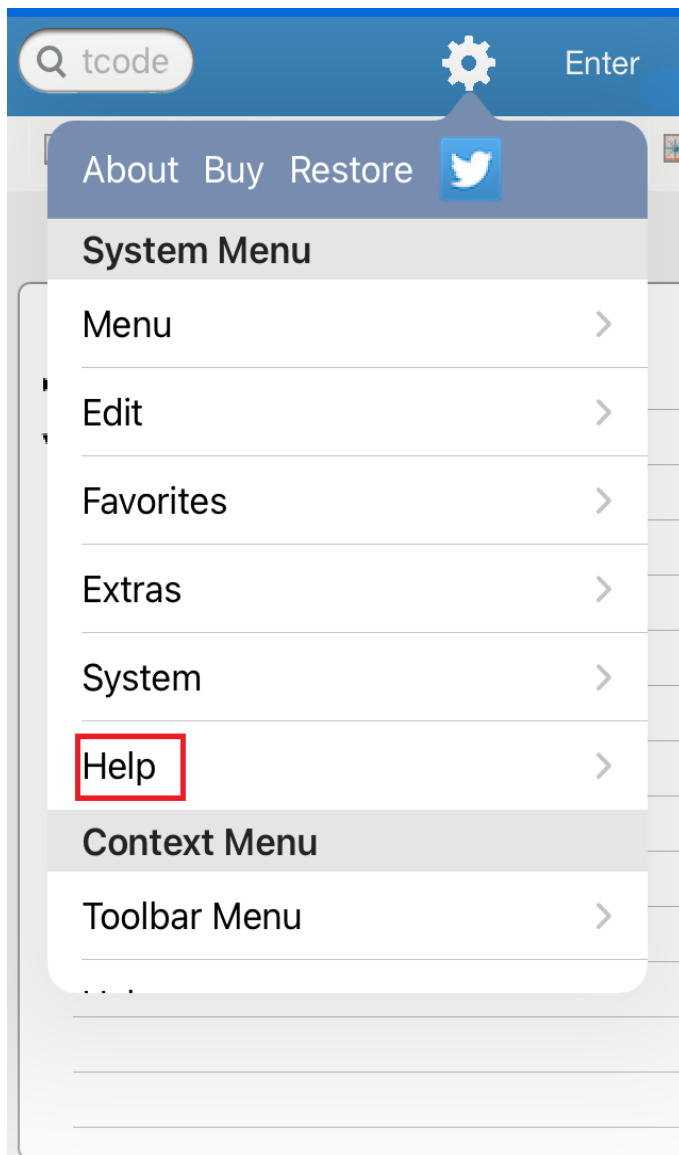 tcode
Enter
About Buy Restore
System Menu
Menu
Edit
Favorites
Extras
System
Help
Context Menu
Toolbar Menu